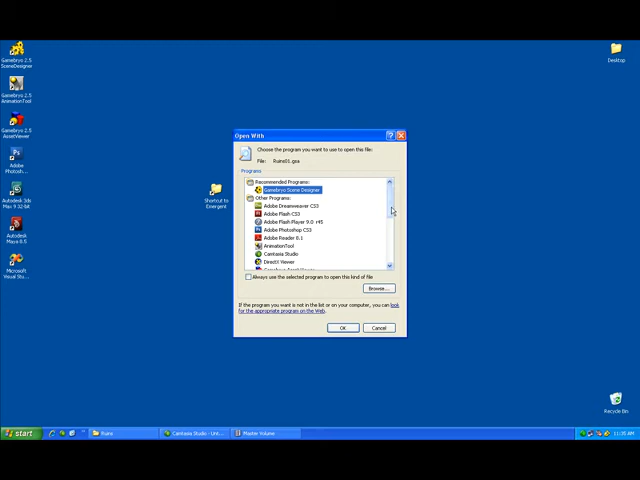 Gamebryo 2.5
SceneDesigner
Gamebryo 2.5
AnimationTool
Gamebryo 2.5
AssetViewer
Adobe
Photosh...
Autodesk 3ds
Max 9 32-bit
Autodesk
Maya 8.5
Microsoft
Visual Stu...
Shortcut to
Emergent
Desktop
Recycle Bin
Open With
Choose the program you want to use to open this file:
File: Ruins01.gsa
Programs
Recommended Programs:
Gamebryo Scene Designer
Other Programs:
Adobe Dreamweaver CS3
Adobe Flash CS3
Adobe Flash Player 9.0 r45
Adobe Photoshop CS3
Adobe Reader 8.1
AnimationTool
Camtasia Studio
DirectX Viewer
Always use the selected program to open this kind of file
Browse...
If the program you want is not in the list or on your computer, you can look
for the appropriate program on the Web.
OK
Cancel
start
Ruins
Camtasia Studio - Unt...
Master Volume
11:35 AM